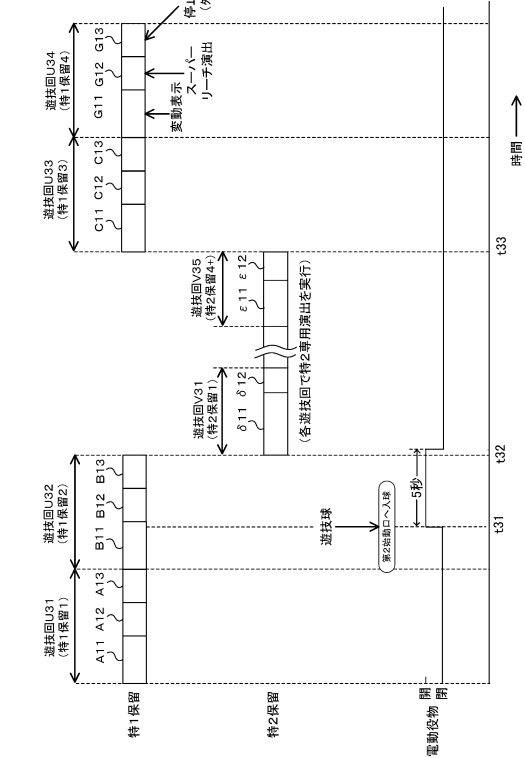 遊技回U31
(特1保留1)
遊技回U32
(特1保留2)
遊技回U33
(特1保留3)
遊技回U34
(特1保留4)
A11
A12
A13
B11
B12
B13
C11
C12
C13
G11
G12
G13
特1保留
変動表示
スーパー
リーチ演出
停止
(外
遊技回V31
(特2保留1)
遊技回V35
(特2保留4+)
δ11
δ12
ε11
ε12
特2保留
(各遊技回で特2専用演出を実行)
遊技球
第2始動口へ入球
5秒
電動役物
開
閉
t31
t32
t33
時間